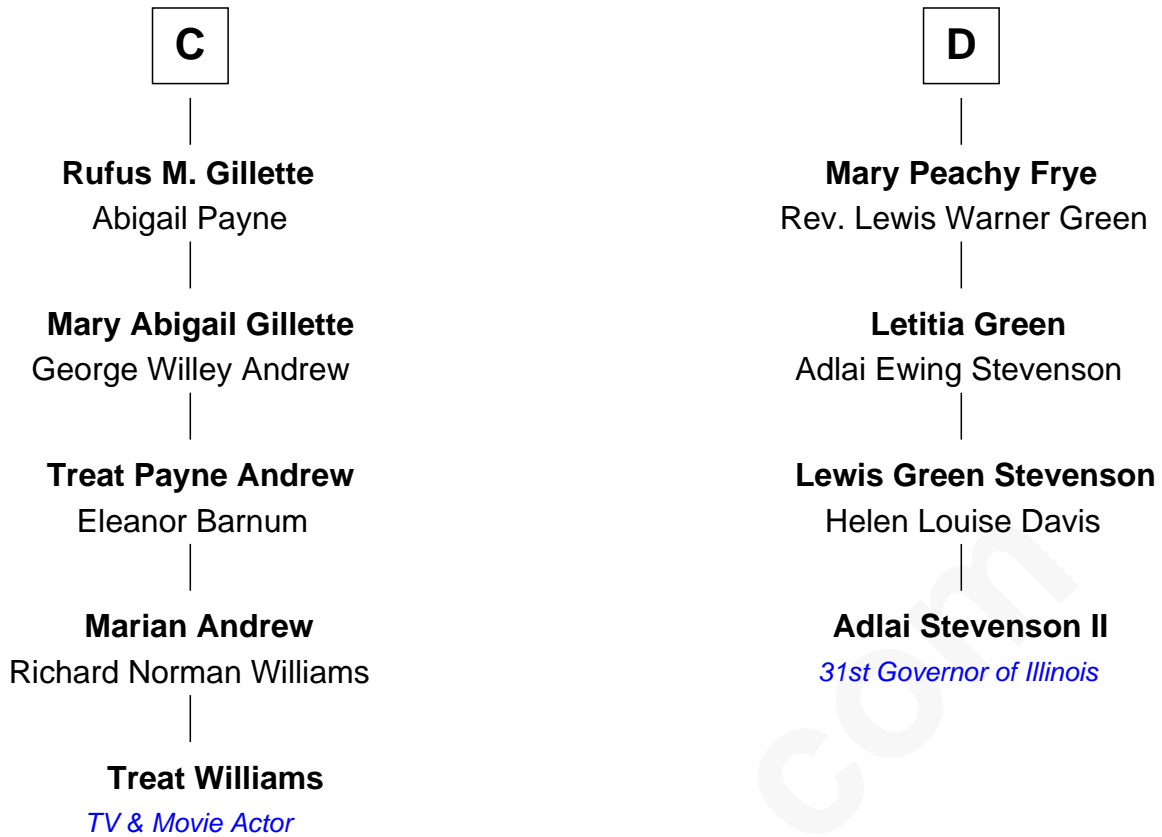 C
Rufus M. Gillette
Abigail Payne
Mary Abigail Gillette
George Willey Andrew
Treat Payne Andrew
Eleanor Barnum
Marian Andrew
Richard Norman Williams
Treat Williams
TV & Movie Actor
D
Mary Peachy Frye
Rev. Lewis Warner Green
Letitia Green
Adlai Ewing Stevenson
Lewis Green Stevenson
Helen Louise Davis
Adlai Stevenson II
31st Governor of Illinois
com